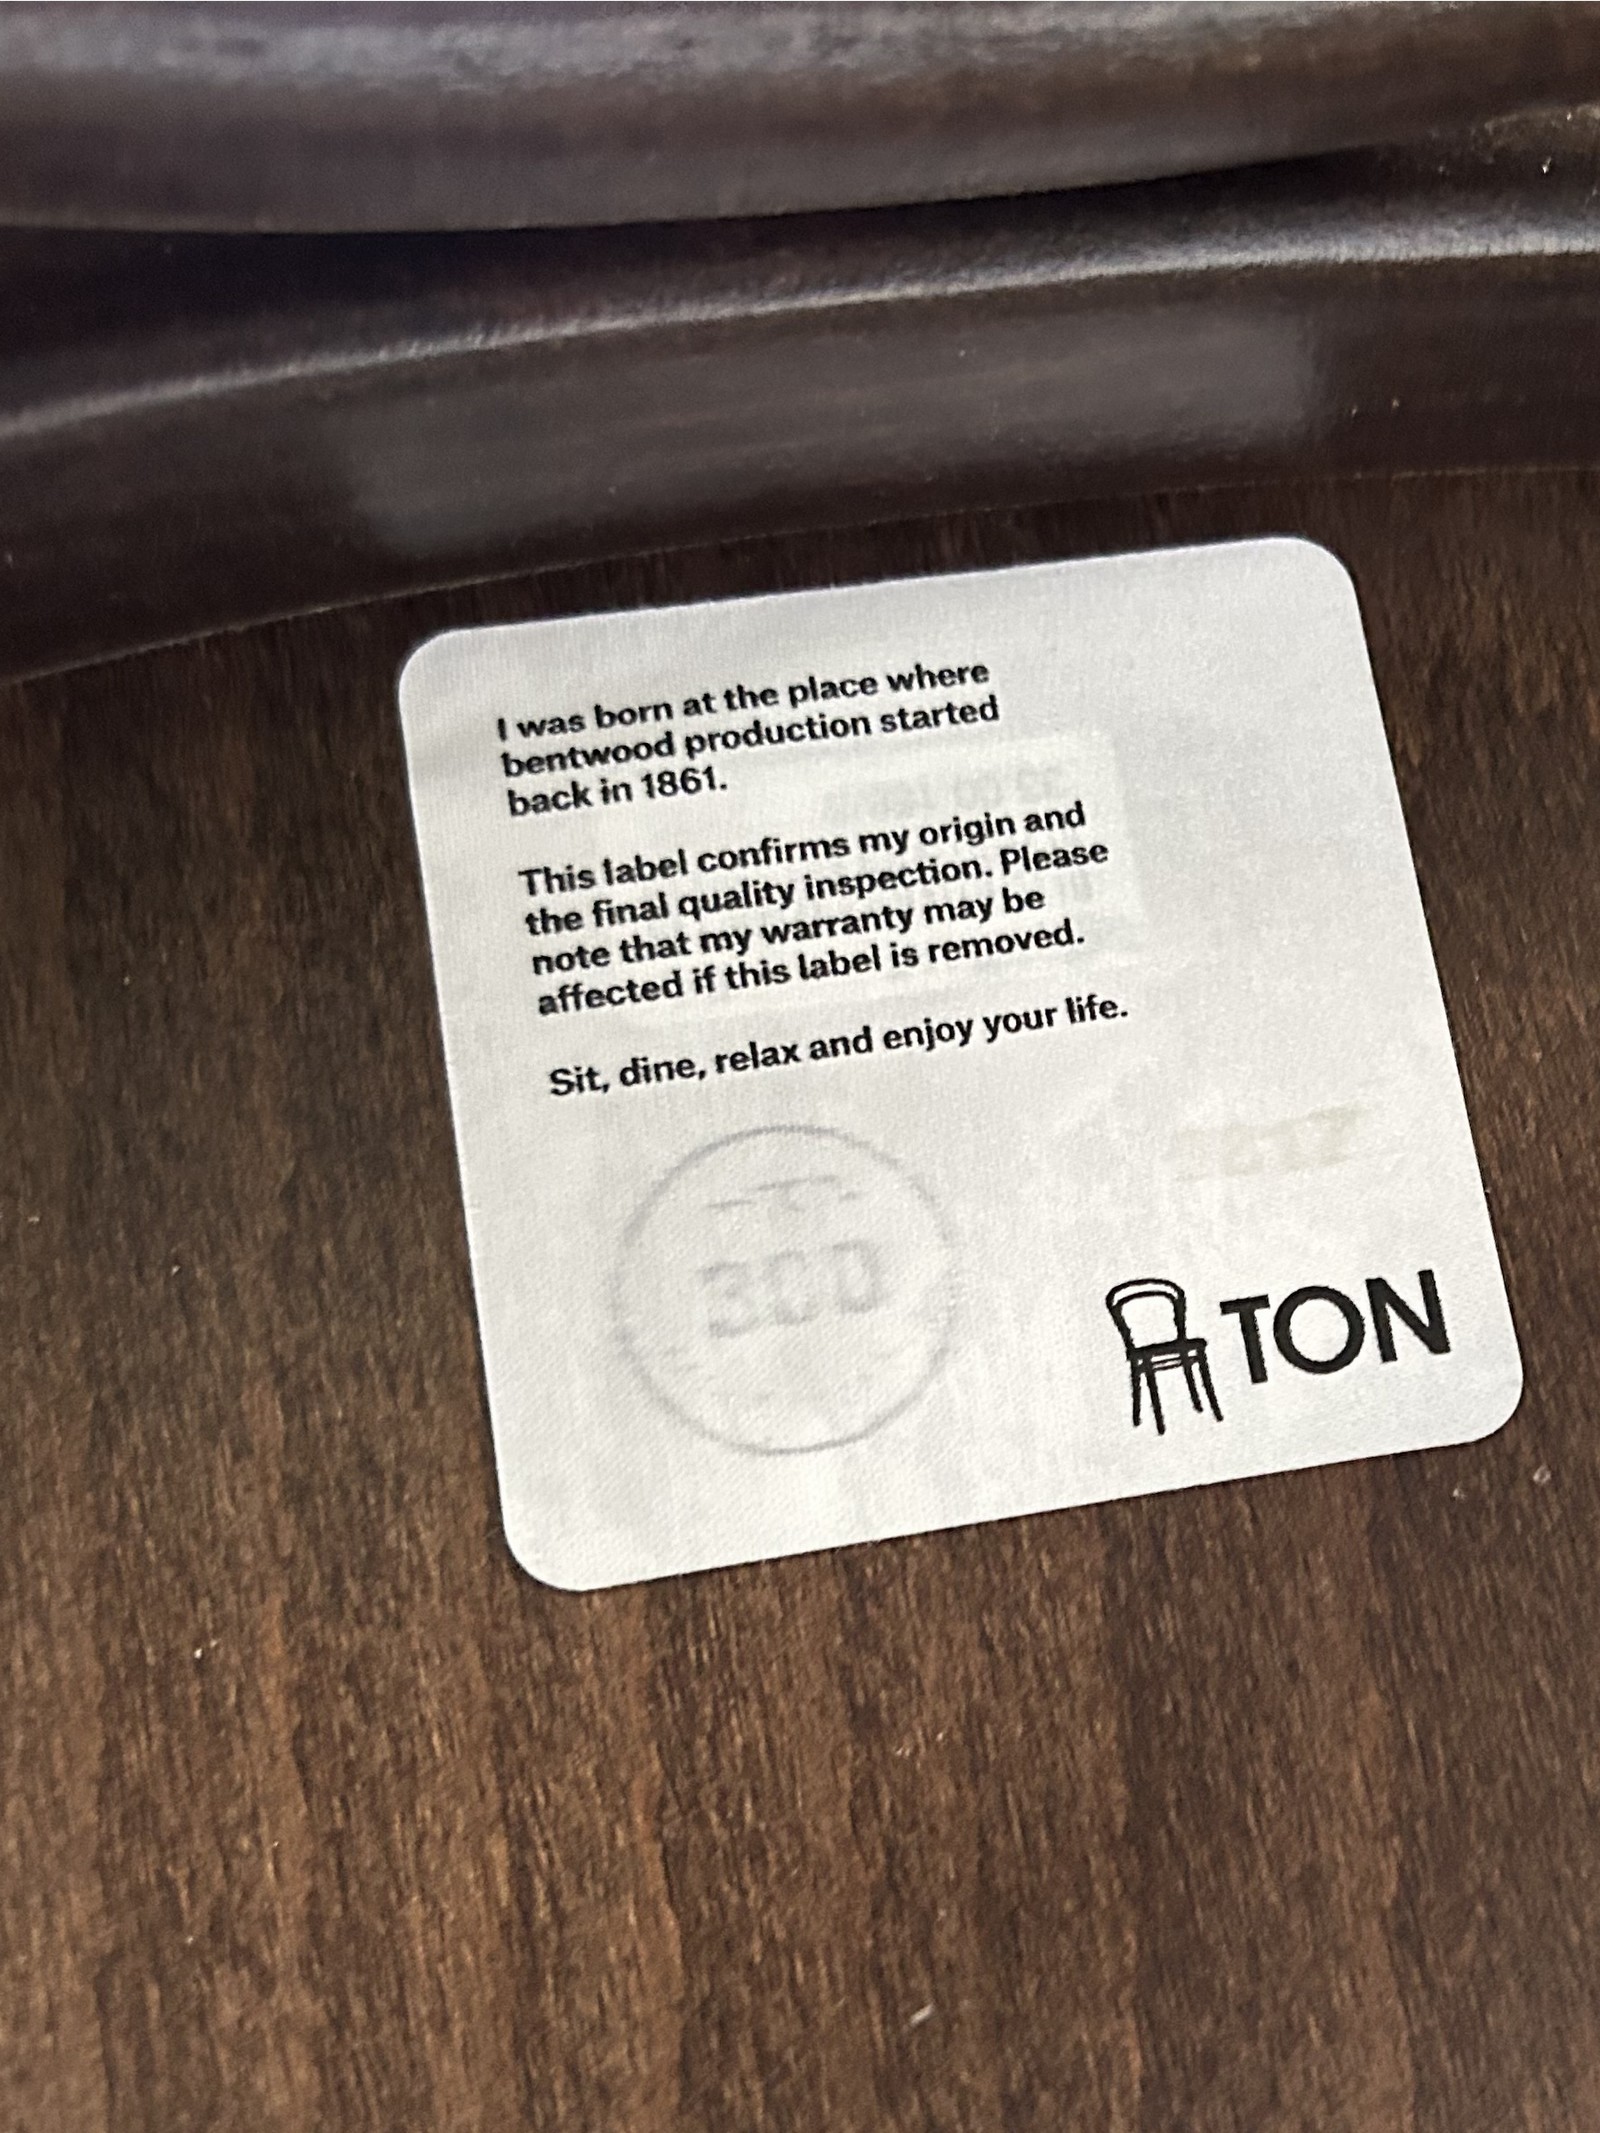 I was born at the place where
bentwood production started
back in 1861.
This label confirms my origin and
the final quality inspection. Please
note that my warranty may be
affected if this label is removed.
Sit, dine, relax and enjoy your life.
TON